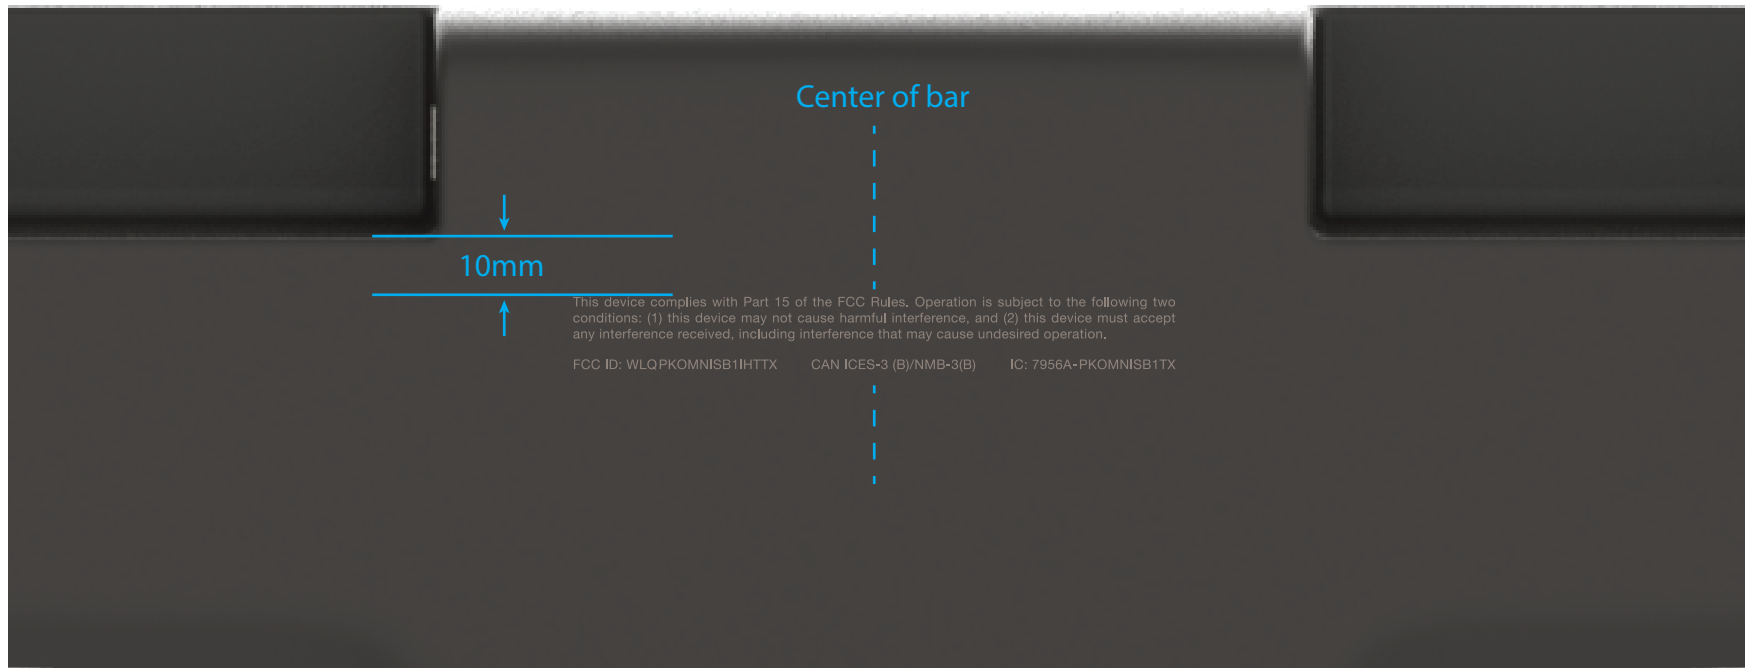 Center of bar
10mm
This device complies with Part 15 of the FCC Rules. Operation is subject to the following two
conditions: (1) this device may not cause harmful interference, and (2) this device must accept
any interference received, including interference that may cause undesired operation.
FCC ID: WLQPKOMNISB1IHTTX CAN ICES-3 (B)/NMB-3(B) IC: 7956A-PKOMNISB1TX